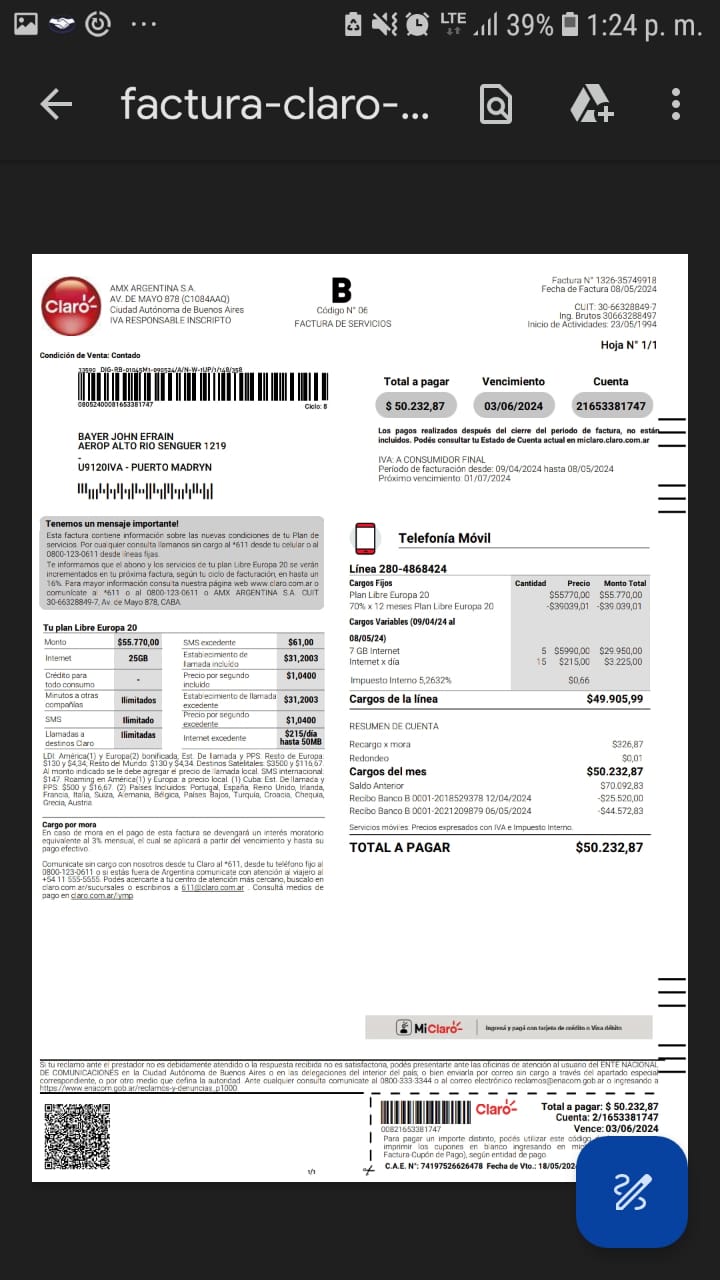 LTE 39% 1:24 p. m.
factura-claro-...
Claro
AMX ARGENTINA S.A.
AV. DE MAYO 878 (C1084AAQ)
Ciudad Autónoma de Buenos Aires
IVA RESPONSABLE INSCRIPTO
B
Código N° 06
FACTURA DE SERVICIOS
Factura N° 1326-35749918
Fecha de Factura 08/05/2024
CUIT: 30-66328849-7
Ing. Brutos 30663288497
Inicio de Actividades: 23/05/1994
Hoja N° 1/1
Condición de Venta: Contado
08052400081653381747
Ciclo: 8
Total a pagar Vencimiento Cuenta
$ 50.232,87 03/06/2024 21653381747
Los pagos realizados después del cierre del periodo de factura, no están
incluidos. Podés consultar tu Estado de Cuenta actual en miclaro.claro.com.ar
BAYER JOHN EFRAIN
AEROP ALTO RIO SENGUER 1219
-
U9120IVA - PUERTO MADRYN
IVA: A CONSUMIDOR FINAL
Período de facturación desde: 09/04/2024 hasta 08/05/2024
Próximo vencimiento: 01/07/2024
Tenemos un mensaje importante!
Esta factura contiene información sobre las nuevas condiciones de tu Plan de
servicios. Por cualquier consulta llamanos sin cargo al *611 desde tu celular o al
0800-123-0611 desde líneas fijas.
Te informamos que el abono y los servicios de tu plan Libre Europa 20 se verán
incrementados en tu próxima factura, según tu ciclo de facturación, en hasta un
16%. Para mayor información consulta nuestra página web www.claro.com.ar o
comunicate al *611 o al 0800-123-0611 o AMX ARGENTINA S.A. CUIT
30-66328849-7, Av. de Mayo 878, CABA.
Tu plan Libre Europa 20
Monto $55.770,00 SMS excedente $61,00
Internet 25GB Establecimiento de llamada incluído $31,2003
Crédito para todo consumo - Precio por segundo incluído $1,0400
Minutos a otras compañías Ilimitados Establecimiento de llamada excedente $31,2003
SMS Ilimitado Precio por segundo excedente $1,0400
Llamadas a destinos Claro Ilimitadas Internet excedente $215/día hasta 50MB
LDI: América(1) y Europa(2) bonificada; Est. De llamada y PPS: Resto de Europa:
$130 y $4,34; Resto del Mundo: $130 y $4,34. Destinos Satelitales: $3500 y $116,67.
Al monto indicado se le debe agregar el precio de llamada local. SMS internacional:
$147. Roaming en América(1) y Europa: a precio local. (1) Cuba: Est. De llamada y
PPS: $500 y $16,67. (2) Países Incluidos: Portugal, España, Reino Unido, Irlanda,
Francia, Italia, Suiza, Alemania, Bélgica, Países Bajos, Turquía, Croacia, Chequia,
Grecia, Austria.
Cargo por mora
En caso de mora en el pago de esta factura se devengará un interés moratorio
equivalente al 3% mensual, el cual se aplicará a partir del vencimiento y hasta su
pago efectivo.
Comunicate sin cargo con nosotros desde tu Claro al *611, desde tu teléfono fijo al
0800-123-0611 o si estás fuera de Argentina comunicate con atención al viajero al
+54 11 555-5555. Podés acercarte a tu centro de atención más cercano, buscalo en
claro.com.ar/sucursales o escribinos a 611@claro.com.ar . Consultá medios de
pago en claro.com.ar/ymp.
Telefonía Móvil
Línea 280-4868424
Cargos Fijos Cantidad Precio Monto Total
Plan Libre Europa 20 $55770,00 $55.770,00
70% x 12 meses Plan Libre Europa 20 -$39039,01 -$39.039,01
Cargos Variables (09/04/24 al
08/05/24)
7 GB Internet 5 $5990,00 $29.950,00
Internet x día 15 $215,00 $3.225,00
Impuesto Interno 5,2632% $0,66
Cargos de la línea $49.905,99
RESUMEN DE CUENTA
Recargo x mora $326,87
Redondeo $0,01
Cargos del mes $50.232,87
Saldo Anterior $70.092,83
Recibo Banco B 0001-2018529378 12/04/2024 -$25.520,00
Recibo Banco B 0001-2021209879 06/05/2024 -$44.572,83
Servicios móviles: Precios expresados con IVA e Impuesto Interno.
TOTAL A PAGAR $50.232,87
MiClaro Ingresá y pagá con tarjeta de crédito o Visa débito
Si tu reclamo ante el prestador no es debidamente atendido o la respuesta recibida no es satisfactoria, podés presentarte ante las oficinas de atención al usuario del ENTE NACIONAL
DE COMUNICACIONES en la Ciudad Autónoma de Buenos Aires o en las delegaciones del interior del país; o bien enviarla por correo sin cargo a través del apartado especial
correspondiente, o por otro medio que defina la autoridad. Ante cualquier consulta comunicate al 0800-333-3344 o al correo electrónico reclamos@enacom.gob.ar o ingresando a
https://www.enacom.gob.ar/reclamos-y-denuncias_p1000
Claro
00821653381747
Total a pagar: $ 50.232,87
Cuenta: 2/1653381747
Vence: 03/06/2024
Para pagar un importe distinto, podés utilizar este código
imprimir los cupones en blanco ingresando en mic
Factura-Cupón de Pago), según entidad de pago.
C.A.E. N°: 74197526626478 Fecha de Vto.: 18/05/202
1/1